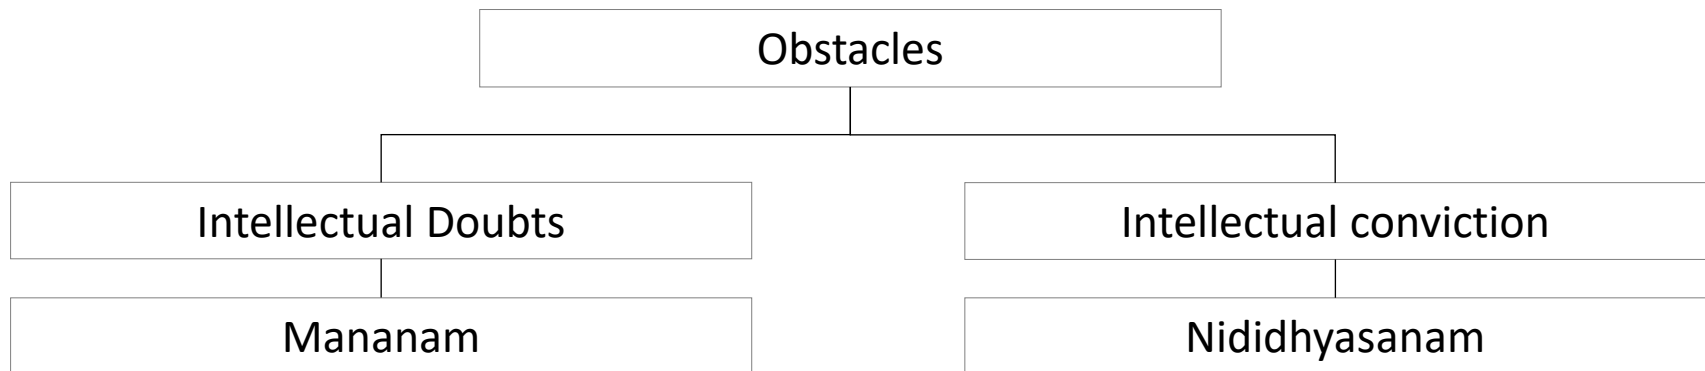 Obstacles
Intellectual Doubts
Intellectual conviction
Mananam
Nididhyasanam